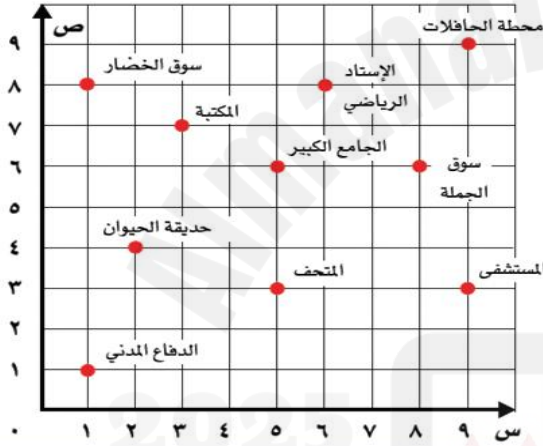 ص
محطة الحافلات
٩
سوق الخضار
الإستاد
الرياضي
٨
المكتبة
٧
الجامع الكبير
سوق
الجملة
٦
٥
حديقة الحيوان
٤
المتحف
المستشفى
٣
٢
الدفاع المدني
١
٠ ١ ٢ ٣ ٤ ٥ ٦ ٧ ٨ ٩ س
2025